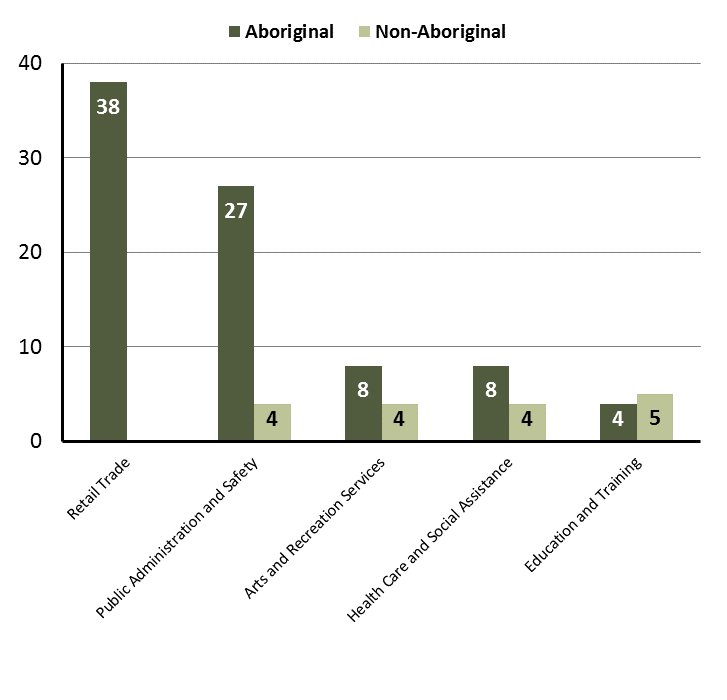 Aboriginal Non-Aboriginal
40
30
20
10
0
38
27
4
8
4
8
4
4
5
Retail Trade
Public Administration and Safety
Arts and Recreation Services
Health Care and Social Assistance
Education and Training